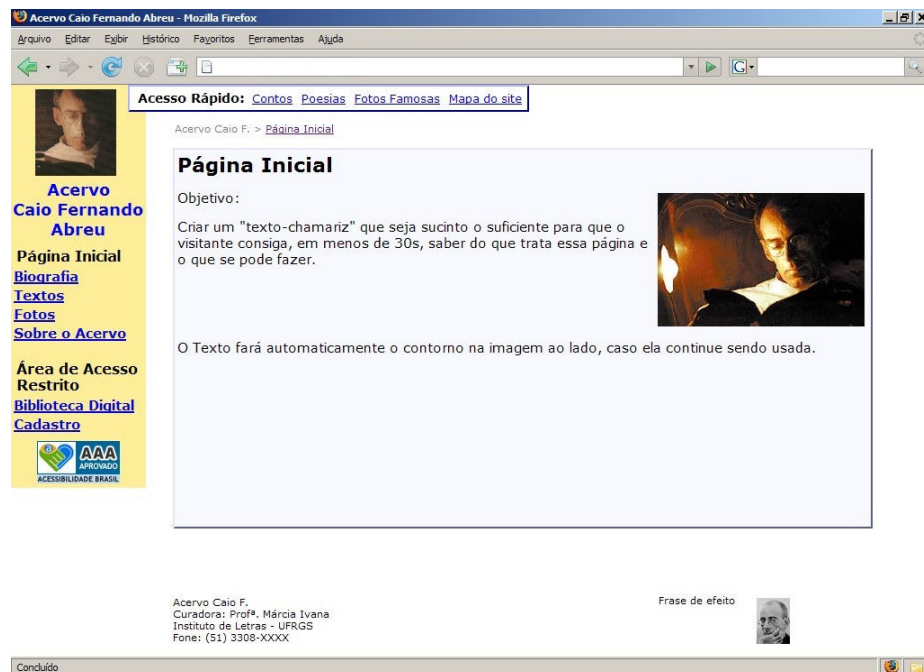 Acervo Caio Fernando Abreu - Mozilla Firefox
Arquivo Editar Exibir Histórico Favoritos Ferramentas Ajuda
G
Acesso Rápido: Contos Poesias Fotos Famosas Mapa do site
Acervo Caio F. > Página Inicial
Acervo
Caio Fernando
Abreu
Página Inicial
Biografia
Textos
Fotos
Sobre o Acervo
Área de Acesso
Restrito
Biblioteca Digital
Cadastro
AAA
APROVADO
ACESSIBILIDADE BRASIL
Página Inicial
Objetivo:
Criar um "texto-chamariz" que seja sucinto o suficiente para que o
visitante consiga, em menos de 30s, saber do que trata essa página e
o que se pode fazer.
O Texto fará automaticamente o contorno na imagem ao lado, caso ela continue sendo usada.
Acervo Caio F.
Curadora: Profª. Márcia Ivana
Instituto de Letras - UFRGS
Fone: (51) 3308-XXXX
Frase de efeito
Concluído